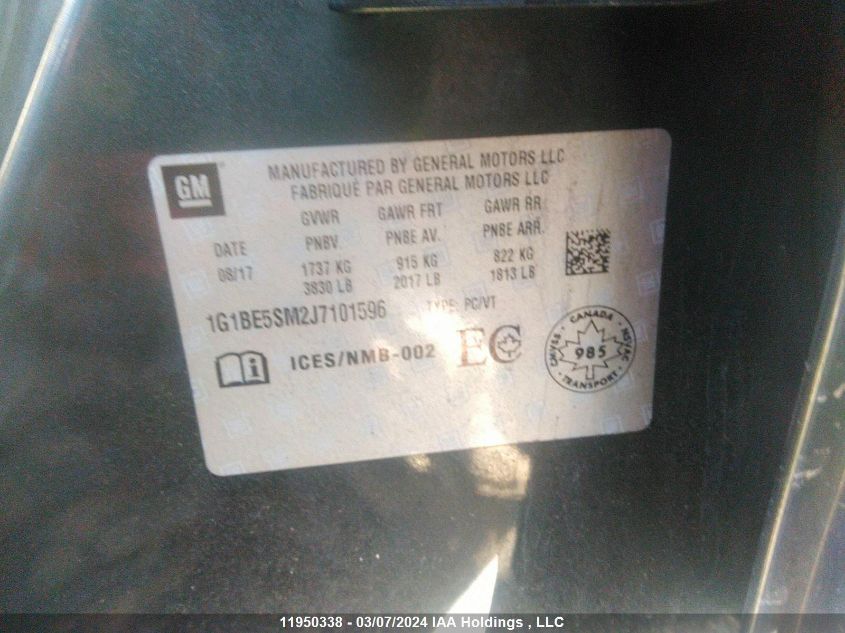 GM
MANUFACTURED BY GENERAL MOTORS LLC
FABRIQUÉ PAR GENERAL MOTORS LLC
GVWR GAWR FRT GAWR RR
DATE PNBV PNBE AV. PNBE ARR.
08/17 1737 KG 915 KG 822 KG
3830 LB 2017 LB 1813 LB
1G1BE5SM2J7101596 TYPE: PC/VT
i ICES/NMB-002 EC
CANADA
CMVSS 985 NSVAC
TRANSPORT
11950338 - 03/07/2024 IAA Holdings , LLC